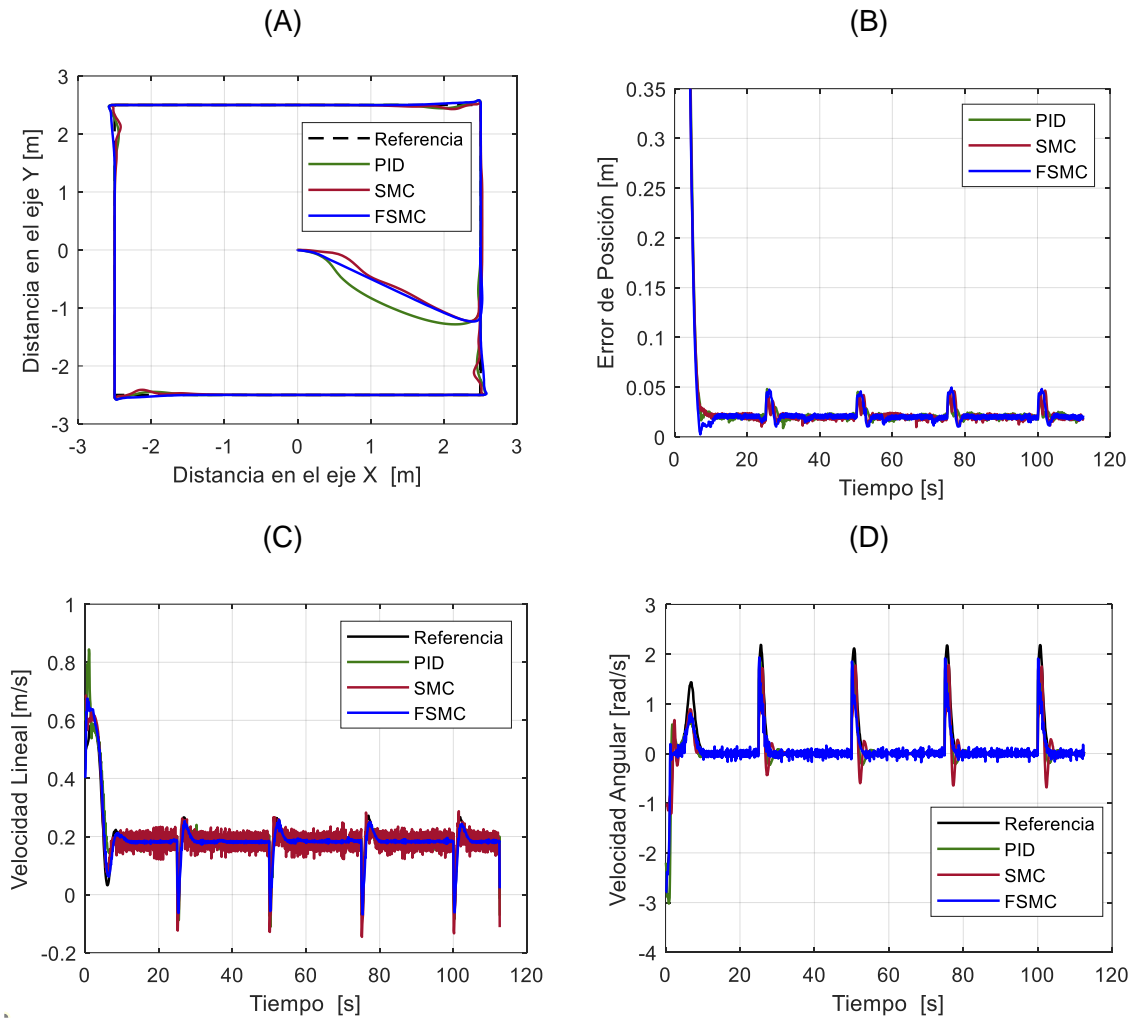 (A)
(B)
3
2
1
0
-1
-2
-3
-3
-2
-1
0
1
2
3
Distancia en el eje Y [m]
Distancia en el eje X [m]
Referencia
PID
SMC
FSMC
0.35
0.3
0.25
0.2
0.15
0.1
0.05
0
0
20
40
60
80
100
120
Error de Posición [m]
Tiempo [s]
PID
SMC
FSMC
(C)
(D)
1
0.8
0.6
0.4
0.2
0
-0.2
0
20
40
60
80
100
120
Velocidad Lineal [m/s]
Tiempo [s]
Referencia
PID
SMC
FSMC
3
2
1
0
-1
-2
-3
-4
0
20
40
60
80
100
120
Velocidad Angular [rad/s]
Tiempo [s]
Referencia
PID
SMC
FSMC